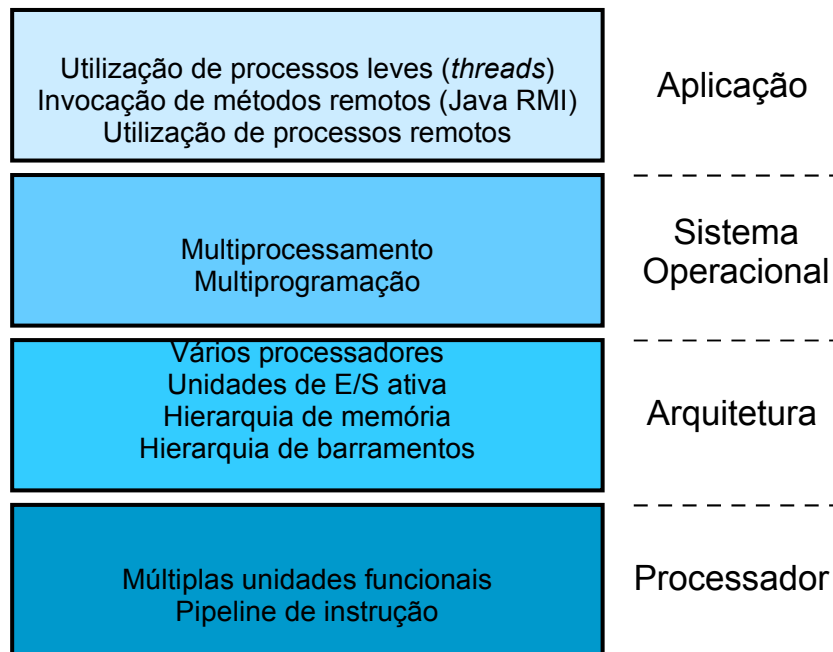 Utilização de processos leves (threads)
Invocação de métodos remotos (Java RMI)
Utilização de processos remotos
Aplicação
Multiprocessamento
Multiprogramação
Sistema
Operacional
Vários processadores
Unidades de E/S ativa
Hierarquia de memória
Hierarquia de barramentos
Arquitetura
Múltiplas unidades funcionais
Pipeline de instrução
Processador